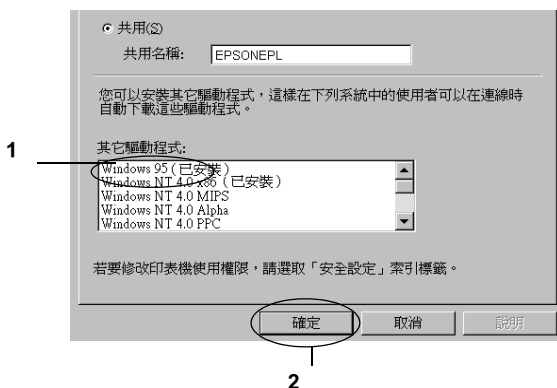 共用(S)
共用名稱: EPSONEPL
您可以安裝其它驅動程式，這樣在下列系統中的使用者可以在連線時
自動下載這些驅動程式。
其它驅動程式:
1
Windows 95 (已安裝)
Windows NT 4.0 x86 (已安裝)
Windows NT 4.0 MIPS
Windows NT 4.0 Alpha
Windows NT 4.0 PPC
若要修改印表機使用權限，請選取「安全設定」索引標籤。
確定 取消 說明
2